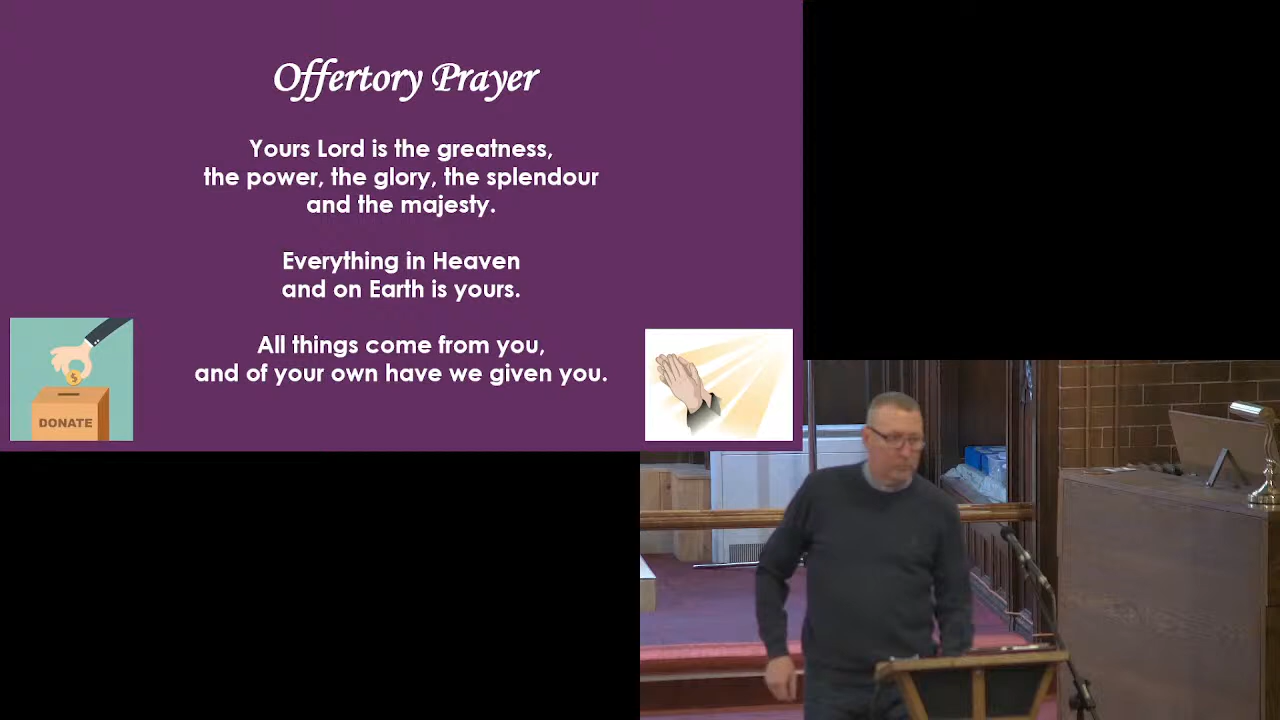 Offertory Prayer
Yours Lord is the greatness,
the power, the glory, the splendour
and the majesty.
Everything in Heaven
and on Earth is yours.
All things come from you,
and of your own have we given you.
$
DONATE